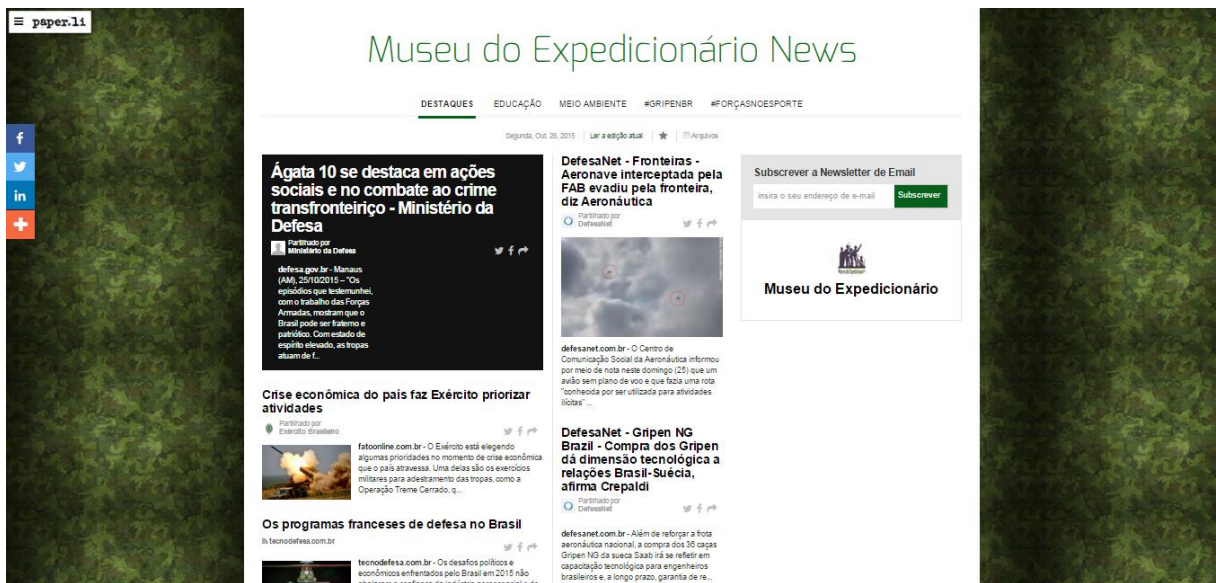 paper.li
Museu do Expedicionário News
DESTAQUES EDUCAÇÃO MEIO AMBIENTE #GRIPENBR #FORÇASNOESPORTE
Segunda, Out. 26, 2015 Ler a edição atual Arquivos
Ágata 10 se destaca em ações
sociais e no combate ao crime
transfronteiriço - Ministério da
Defesa
Partilhado por
Ministério da Defesa
defesa.gov.br - Manaus
(AM), 25/10/2015 – "Os
episódios que testemunhei,
com o trabalho das Forças
Armadas, mostram que o
Brasil pode ser fraterno e
patriótico. Com estado de
espírito elevado, as tropas
atuam de f...
Crise econômica do país faz Exército priorizar
atividades
Partilhado por
Exército Brasileiro
fatoonline.com.br - O Exército está elegendo
algumas prioridades no momento de crise econômica
que o país atravessa. Uma delas são os exercícios
militares para adestramento das tropas, como a
Operação Treme Cerrado, q...
Os programas franceses de defesa no Brasil
tecnodefesa.com.br
tecnodefesa.com.br - Os desafios políticos e
econômicos enfrentados pelo Brasil em 2015 não
DefesaNet - Fronteiras -
Aeronave interceptada pela
FAB evadiu pela fronteira,
diz Aeronáutica
Partilhado por
DefesaNet
defesanet.com.br - O Centro de
Comunicação Social da Aeronáutica informou
por meio de nota neste domingo (25) que um
avião sem plano de voo e que fazia uma rota
"conhecida por ser utilizada para atividades
ilícitas" ...
DefesaNet - Gripen NG
Brazil - Compra dos Gripen
dá dimensão tecnológica a
relações Brasil-Suécia,
afirma Crepaldi
Partilhado por
DefesaNet
defesanet.com.br - Além de reforçar a frota
aeronáutica nacional, a compra dos 36 caças
Gripen NG da sueca Saab irá se refletir em
capacitação tecnológica para engenheiros
brasileiros e, a longo prazo, garantia de re...
Subscrever a Newsletter de Email
insira o seu endereço de e-mail Subscrever
Museu do Expedicionário